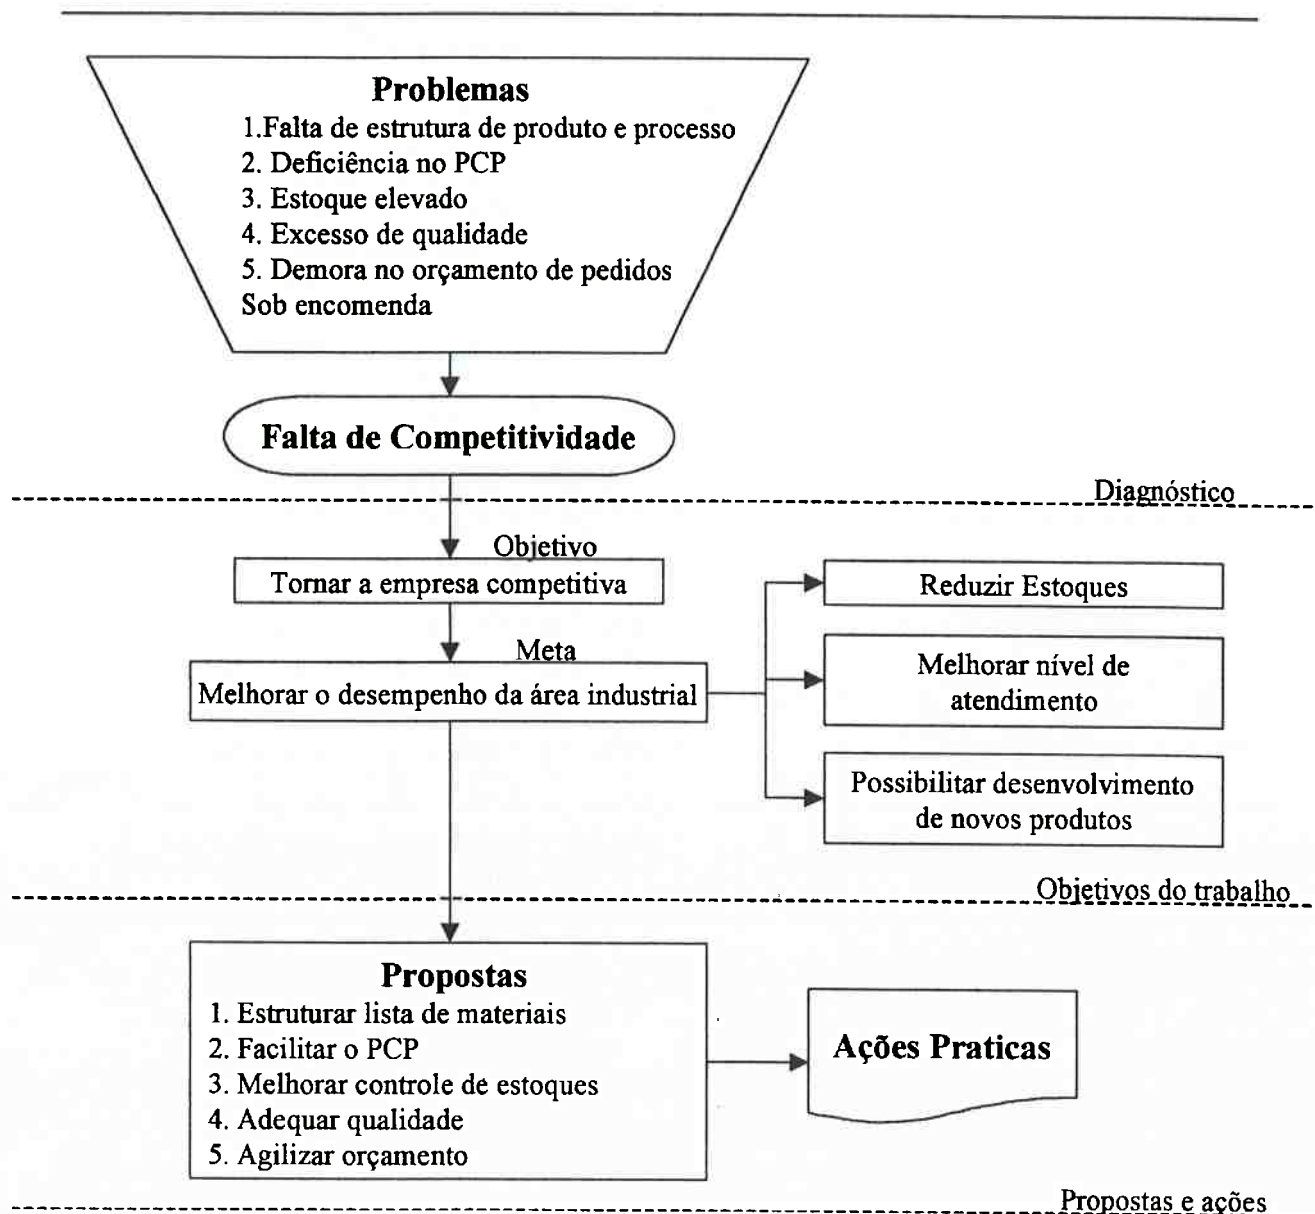 Problemas
1.Falta de estrutura de produto e processo
2. Deficiência no PCP
3. Estoque elevado
4. Excesso de qualidade
5. Demora no orçamento de pedidos
Sob encomenda
Falta de Competitividade
Diagnóstico
Objetivo
Tornar a empresa competitiva
Meta
Melhorar o desempenho da área industrial
Reduzir Estoques
Melhorar nível de
atendimento
Possibilitar desenvolvimento
de novos produtos
Objetivos do trabalho
Propostas
1. Estruturar lista de materiais
2. Facilitar o PCP
3. Melhorar controle de estoques
4. Adequar qualidade
5. Agilizar orçamento
Ações Praticas
Propostas e ações